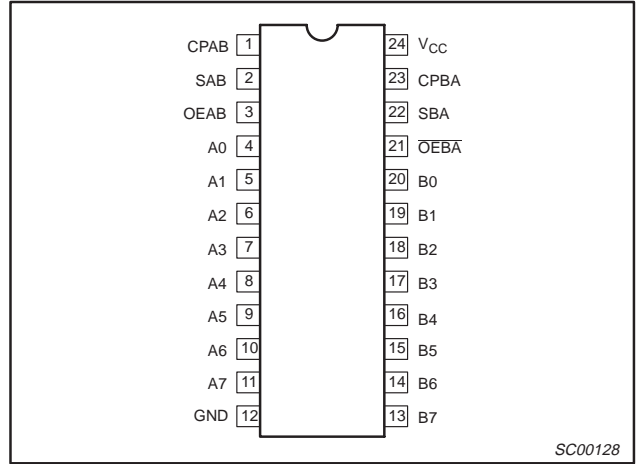 CPAB 1 24 VCC
SAB 2 23 CPBA
OEAB 3 22 SBA
A0 4 21 OEBA
A1 5 20 B0
A2 6 19 B1
A3 7 18 B2
A4 8 17 B3
A5 9 16 B4
A6 10 15 B5
A7 11 14 B6
GND 12 13 B7
SC00128